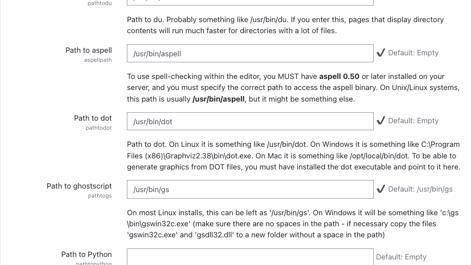 pathtodu
Path to du. Probably something like /usr/bin/du. If you enter this, pages that display directory
contents will run much faster for directories with a lot of files.
Path to aspell
aspellpath
/usr/bin/aspell
Default: Empty
To use spell-checking within the editor, you MUST have aspell 0.50 or later installed on your
server, and you must specify the correct path to access the aspell binary. On Unix/Linux systems,
this path is usually /usr/bin/aspell, but it might be something else.
Path to dot
pathtodot
/usr/bin/dot
Default: Empty
Path to dot. On Linux it is something like /usr/bin/dot. On Windows it is something like C:\Program
Files (x86)\Graphviz2.38\bin\dot.exe. On Mac it is something like /opt/local/bin/dot. To be able to
generate graphics from DOT files, you must have installed the dot executable and point to it here.
Path to ghostscript
pathtogs
/usr/bin/gs
Default: /usr/bin/gs
On most Linux installs, this can be left as '/usr/bin/gs'. On Windows it will be something like 'c:\gs
\bin\gswin32c.exe' (make sure there are no spaces in the path - if necessary copy the files
'gswin32c.exe' and 'gsdll32.dll' to a new folder without a space in the path)
Path to Python
pathtopython
Default: Empty